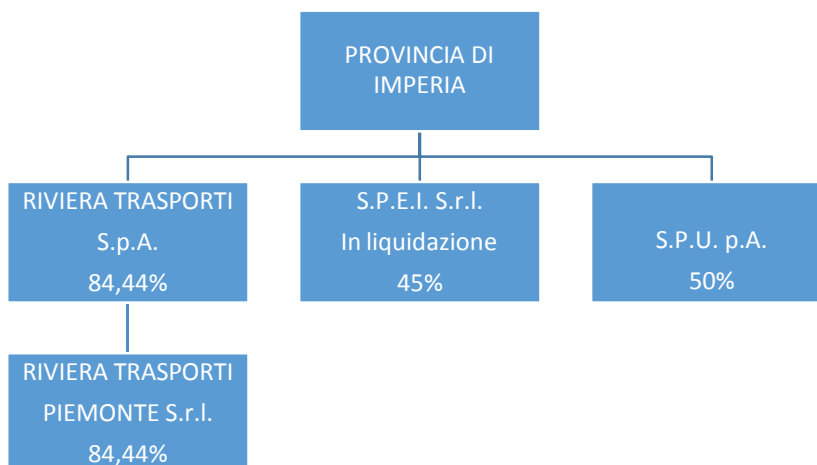 PROVINCIA DI
IMPERIA
RIVIERA TRASPORTI
S.p.A.
84,44%
S.P.E.I. S.r.l.
In liquidazione
45%
S.P.U. p.A.
50%
RIVIERA TRASPORTI
PIEMONTE S.r.l.
84,44%